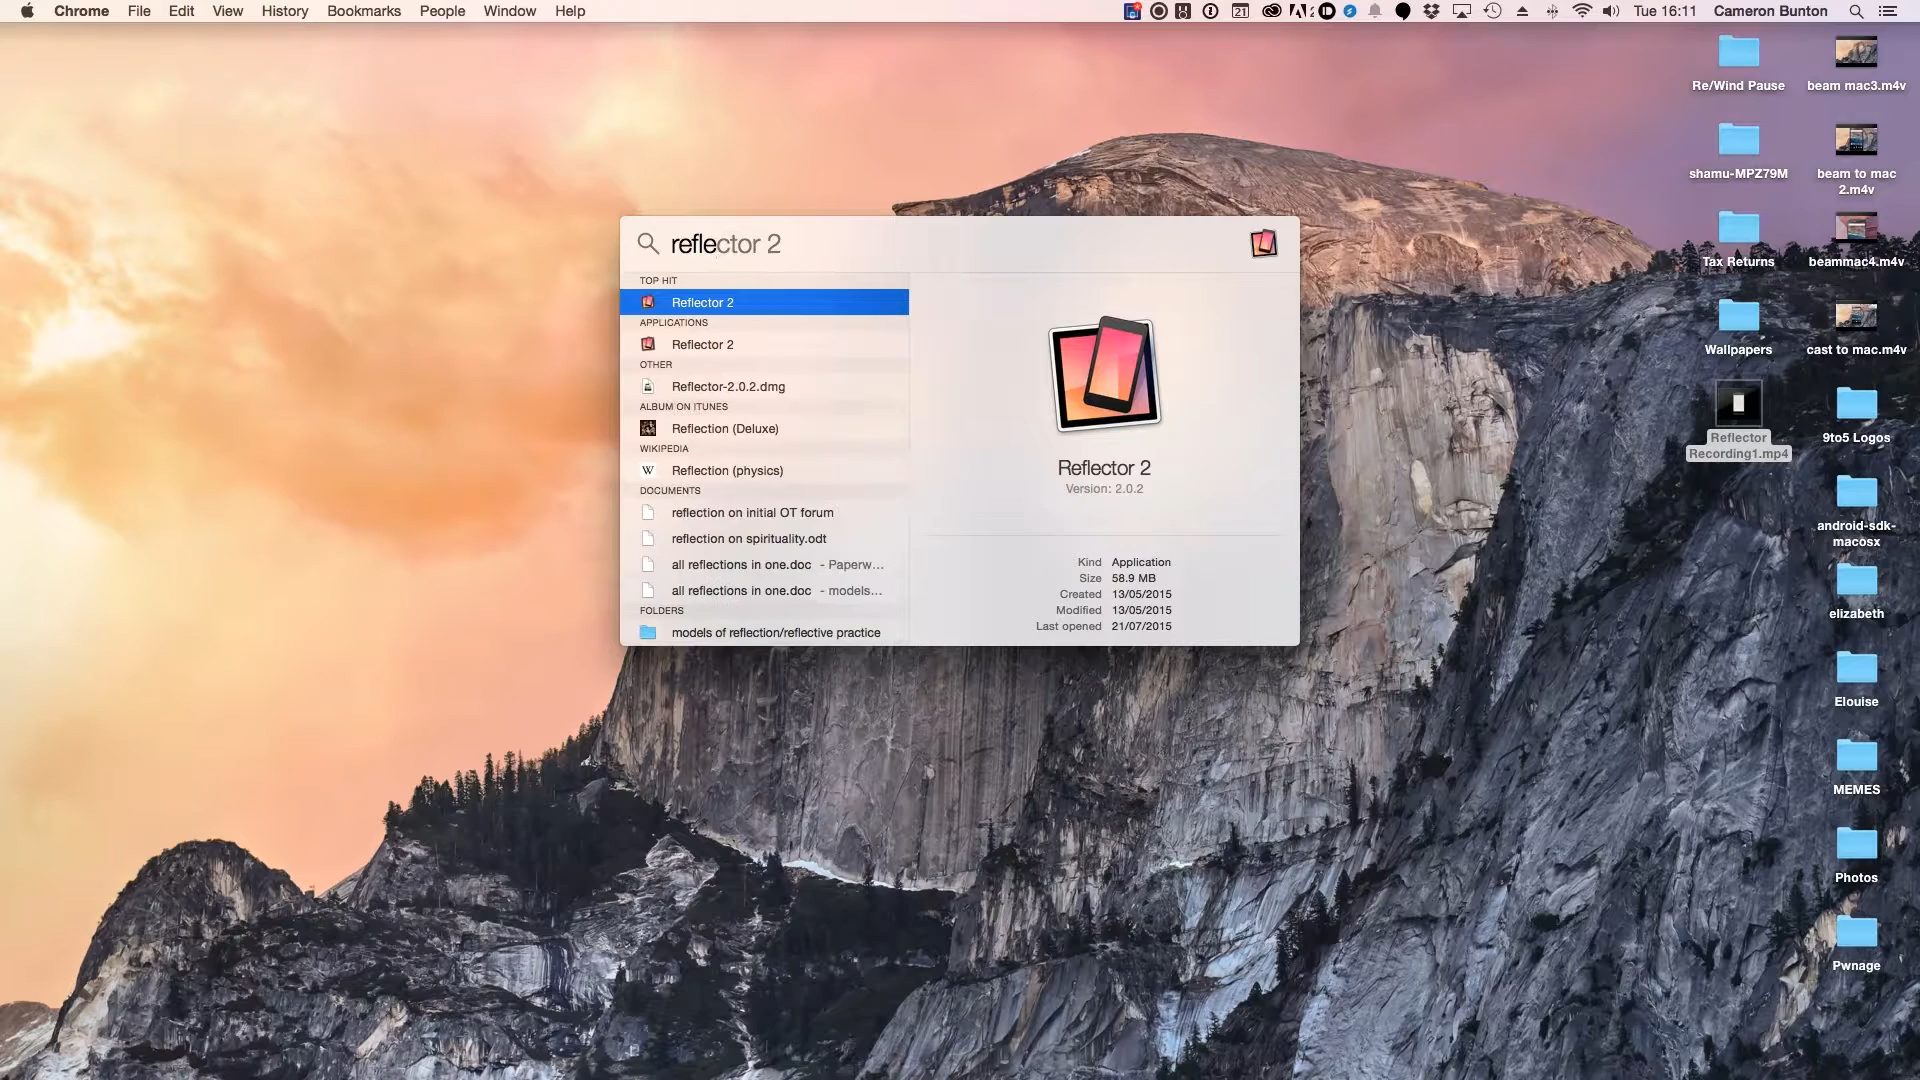 Chrome File Edit View History Bookmarks People Window Help
21 Tue 16:11 Cameron Bunton
reflector 2
TOP HIT
Reflector 2
APPLICATIONS
Reflector 2
OTHER
Reflector-2.0.2.dmg
ALBUM ON ITUNES
Reflection (Deluxe)
WIKIPEDIA
W Reflection (physics)
DOCUMENTS
reflection on initial OT forum
reflection on spirituality.odt
all reflections in one.doc - Paperw...
all reflections in one.doc - models...
FOLDERS
models of reflection/reflective practice
Reflector 2
Version: 2.0.2
Kind Application
Size 58.9 MB
Created 13/05/2015
Modified 13/05/2015
Last opened 21/07/2015
Re/Wind Pause
shamu-MPZ79M
Tax Returns
Wallpapers
Reflector
Recording1.mp4
beam mac3.m4v
beam to mac
2.m4v
beammac4.m4v
cast to mac.m4v
9to5 Logos
android-sdk-
macosx
elizabeth
Elouise
MEMES
Photos
Pwnage